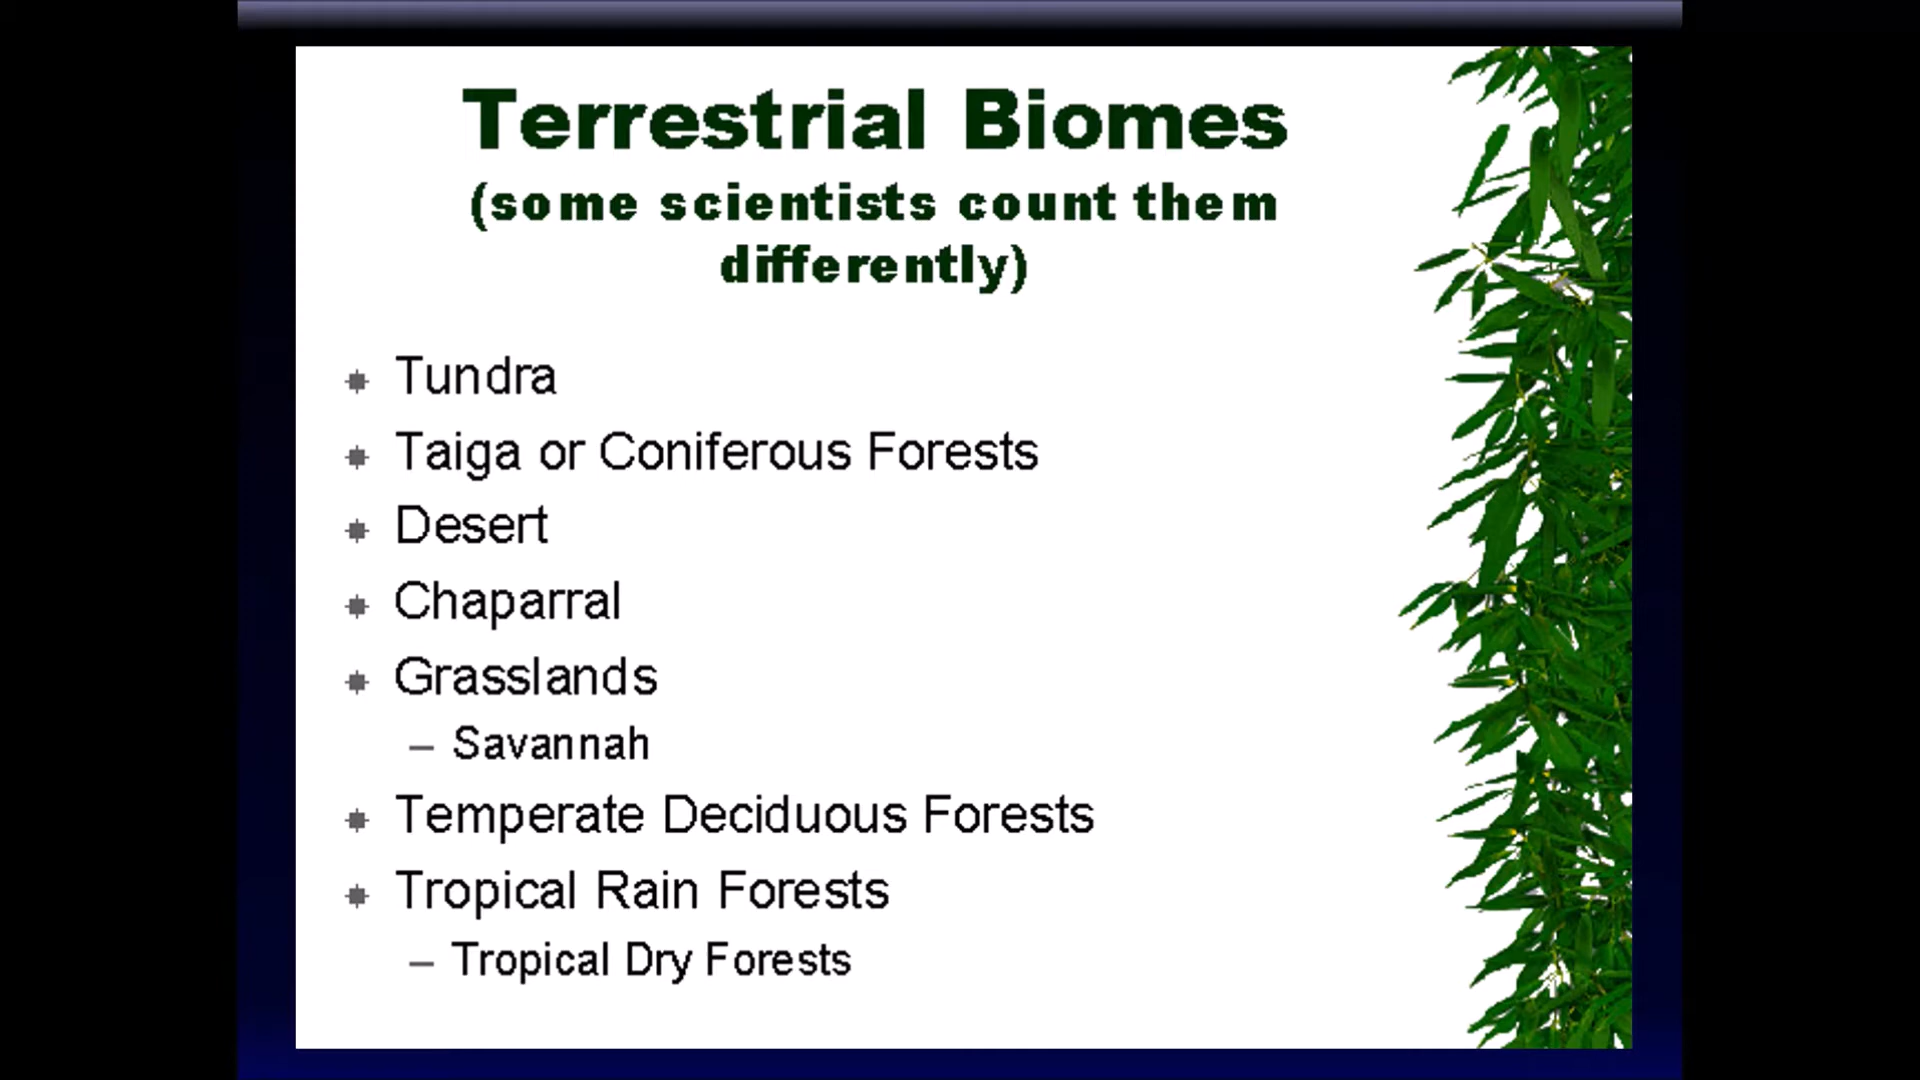 Terrestrial Biomes
(some scientists count them
differently)
Tundra
Taiga or Coniferous Forests
Desert
Chaparral
Grasslands
– Savannah
Temperate Deciduous Forests
Tropical Rain Forests
– Tropical Dry Forests